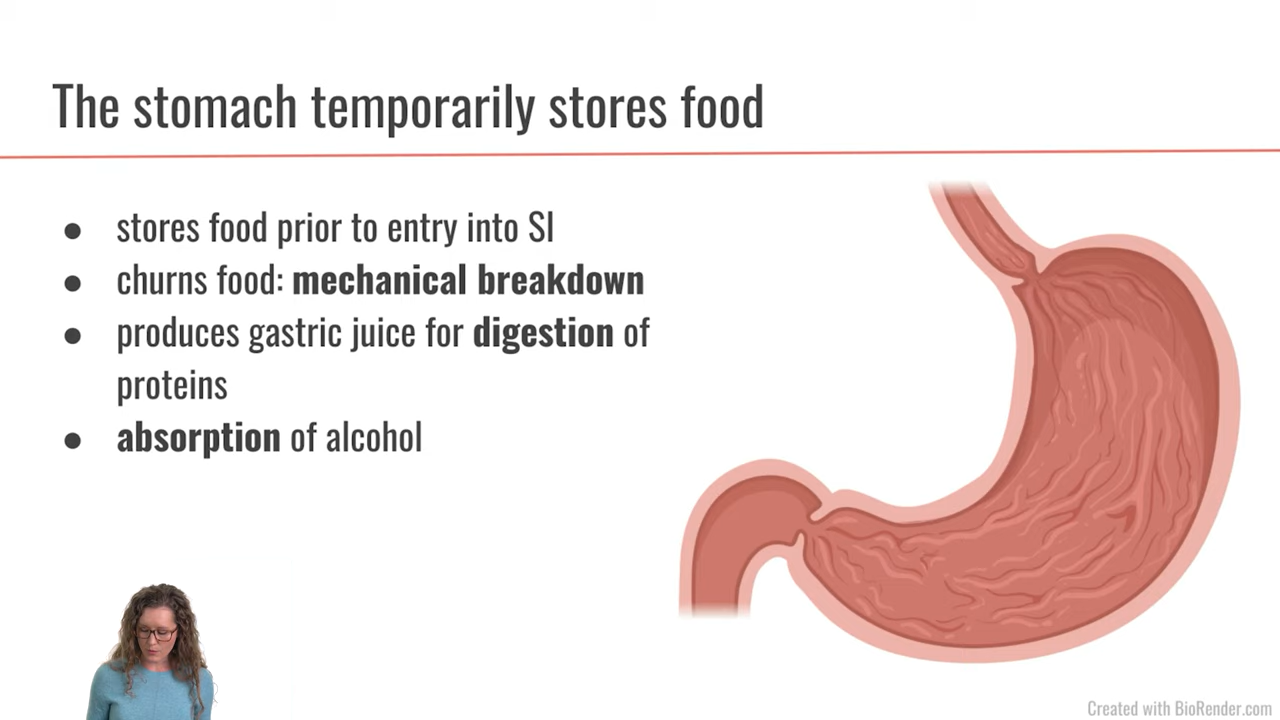 The stomach temporarily stores food
● stores food prior to entry into SI
● churns food: mechanical breakdown
● produces gastric juice for digestion of
proteins
● absorption of alcohol
Created with BioRender.com